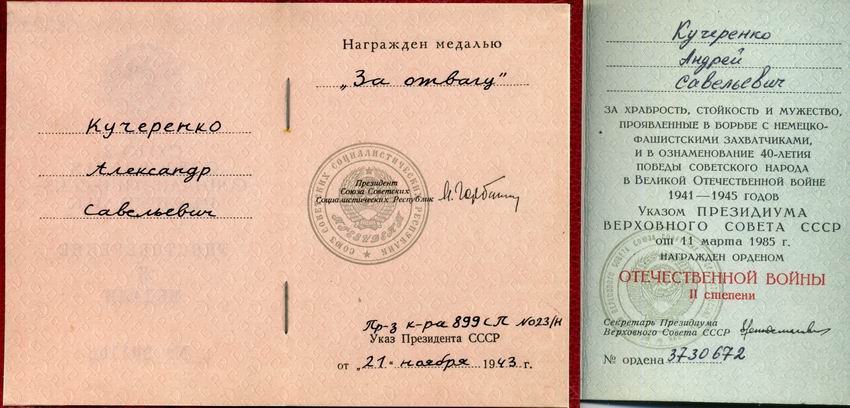 Кучеренко
Александр
Савельевич
Награжден медалью
„За отвагу"
Президент
Союза Советских
Социалистических Республик
М. Горбачев
Пр-з к-ра 899 сп №023/н
Указ Президента СССР
от „21" ноября 1943 г.
Кучеренко
Андрей
Савельевич
ЗА ХРАБРОСТЬ, СТОЙКОСТЬ И МУЖЕСТВО,
ПРОЯВЛЕННЫЕ В БОРЬБЕ С НЕМЕЦКО-
ФАШИСТСКИМИ ЗАХВАТЧИКАМИ,
И В ОЗНАМЕНОВАНИЕ 40-ЛЕТИЯ
ПОБЕДЫ СОВЕТСКОГО НАРОДА
В ВЕЛИКОЙ ОТЕЧЕСТВЕННОЙ ВОЙНЕ
1941—1945 ГОДОВ
УКАЗОМ ПРЕЗИДИУМА
ВЕРХОВНОГО СОВЕТА СССР
от 11 марта 1985 г.
НАГРАЖДЕН ОРДЕНОМ
ОТЕЧЕСТВЕННОЙ ВОЙНЫ
II степени
Секретарь Президиума
Верховного Совета СССР
№ ордена 3730672